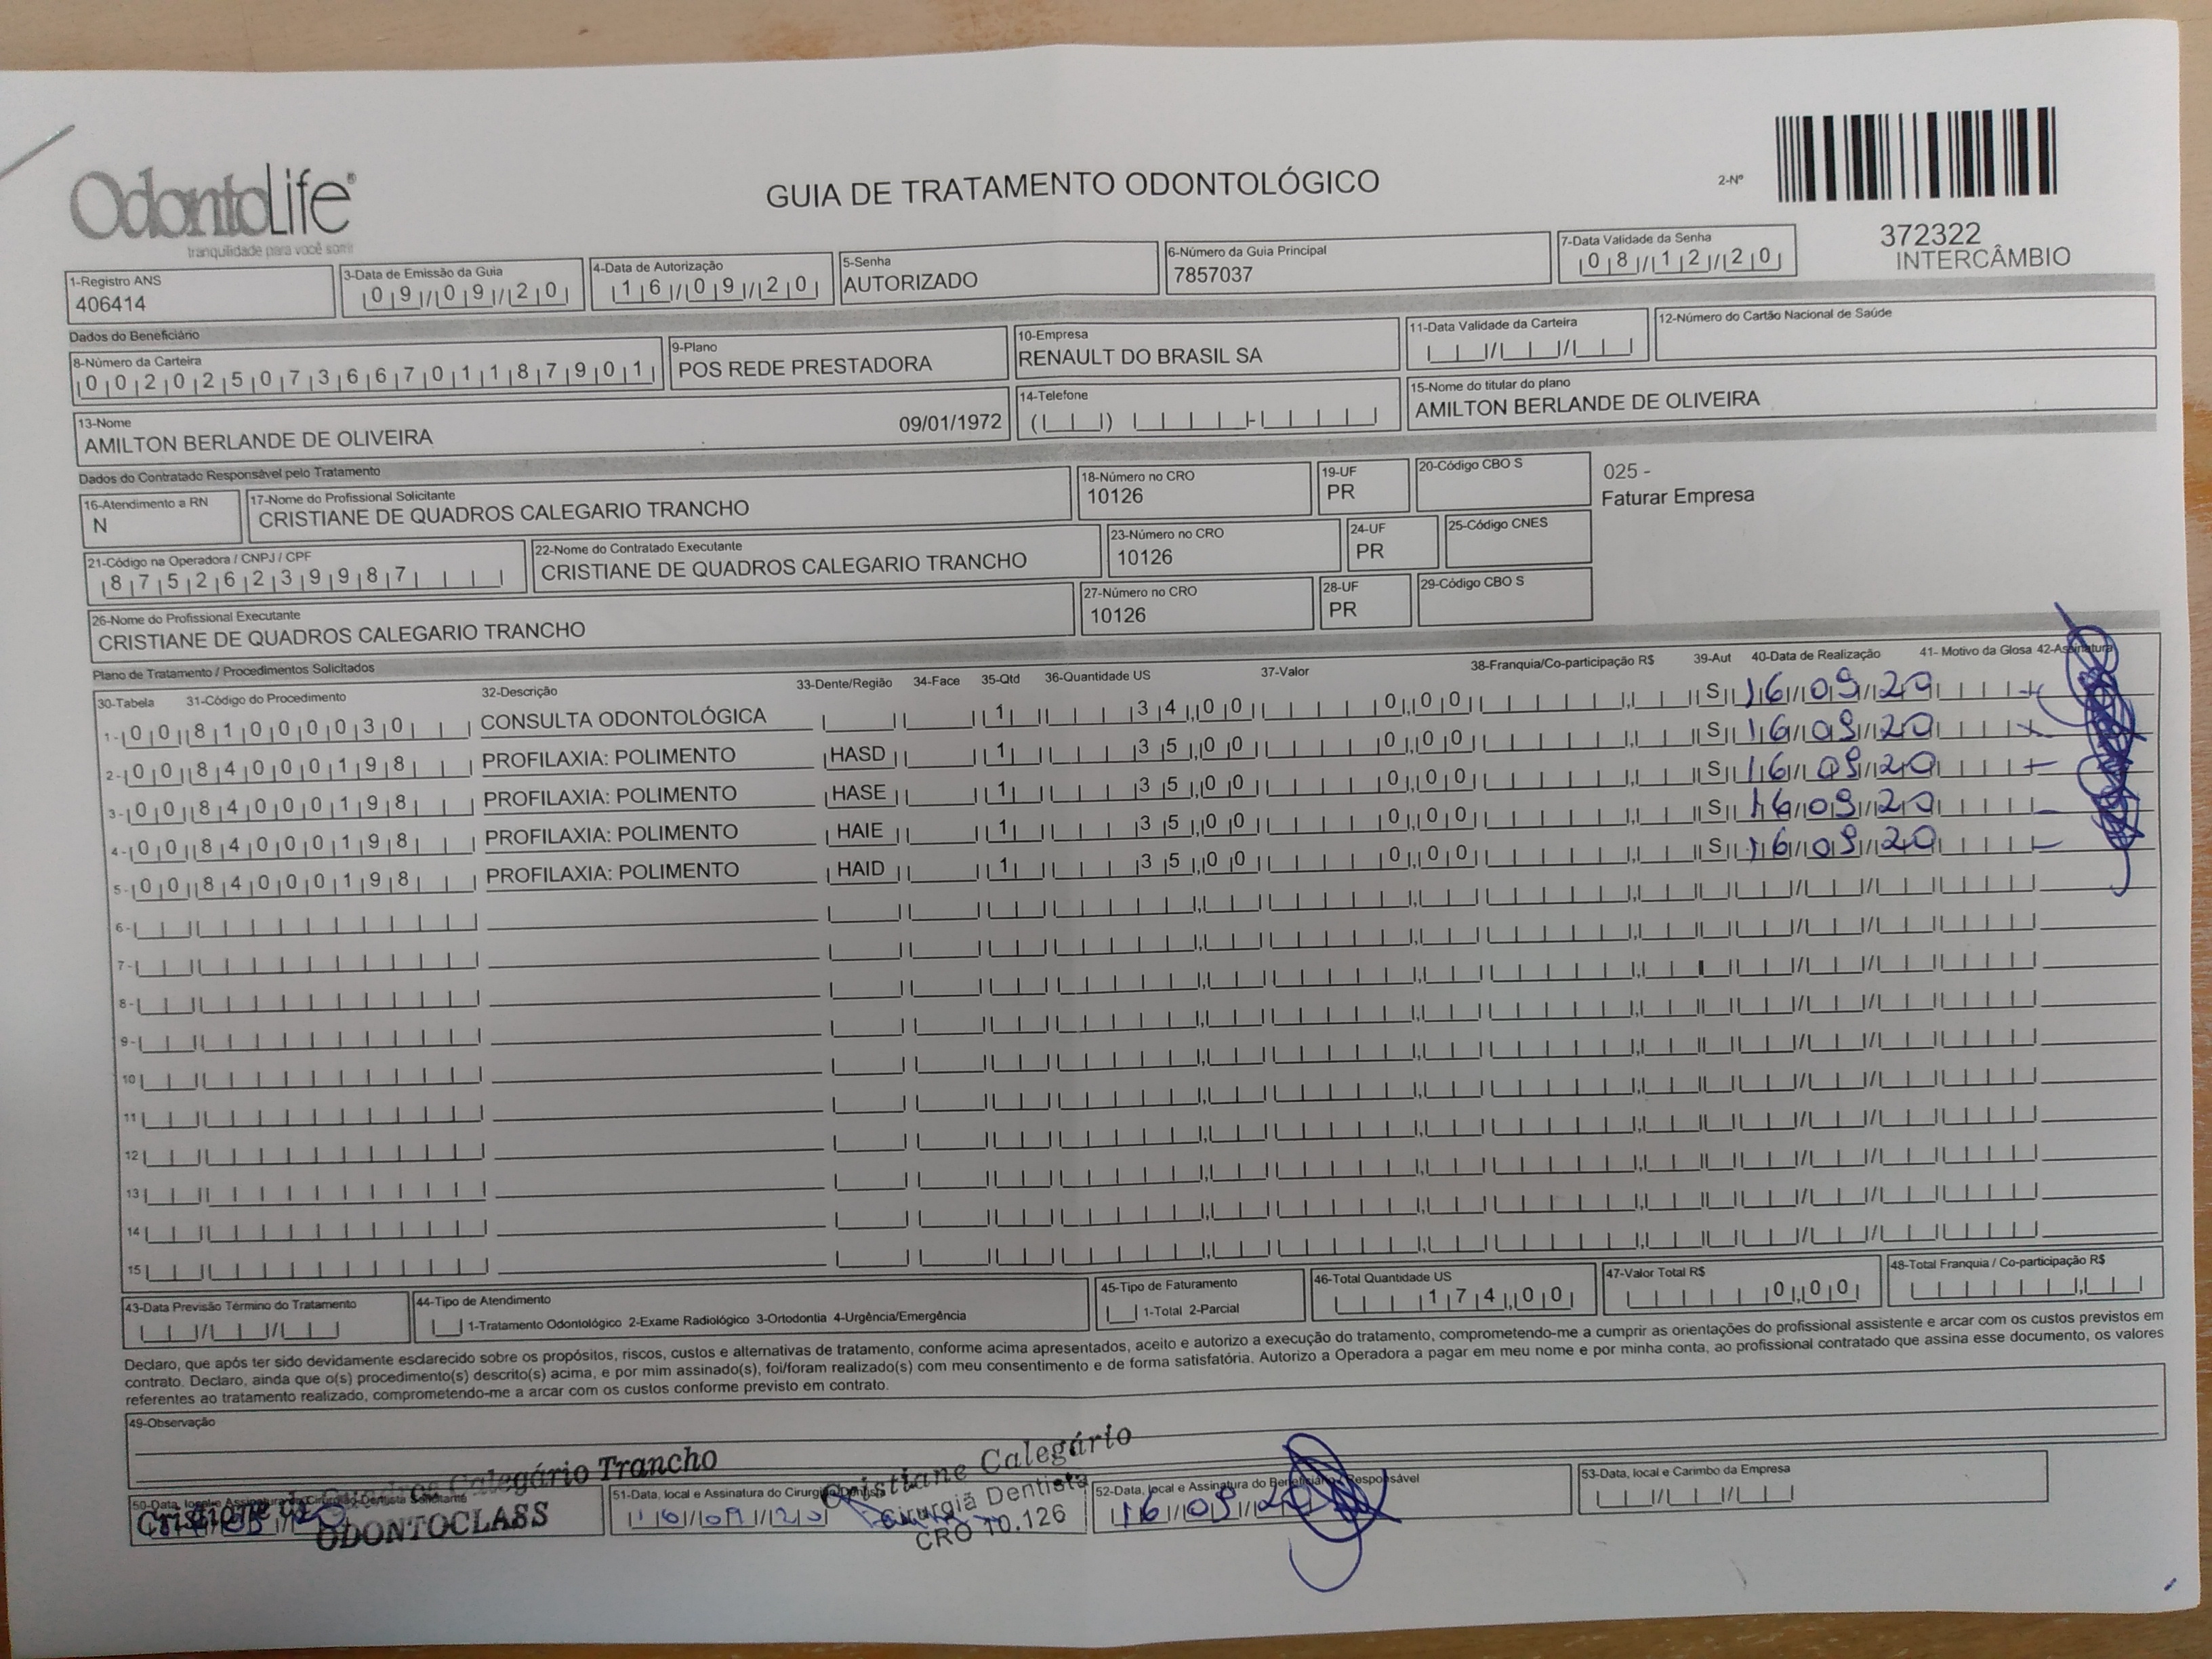 OdontoLife®
tranquilidade para você sorrir
GUIA DE TRATAMENTO ODONTOLÓGICO
2-Nº
372322
INTERCÂMBIO
1-Registro ANS
406414
3-Data de Emissão da Guia
09/09/20
4-Data de Autorização
16/09/20
5-Senha
AUTORIZADO
6-Número da Guia Principal
7857037
7-Data Validade da Senha
08/12/20
Dados do Beneficiário
8-Número da Carteira
00202507366701187901
9-Plano
POS REDE PRESTADORA
10-Empresa
RENAULT DO BRASIL SA
11-Data Validade da Carteira
12-Número do Cartão Nacional de Saúde
13-Nome
AMILTON BERLANDE DE OLIVEIRA 09/01/1972
14-Telefone
15-Nome do titular do plano
AMILTON BERLANDE DE OLIVEIRA
Dados do Contratado Responsável pelo Tratamento
16-Atendimento a RN
N
17-Nome do Profissional Solicitante
CRISTIANE DE QUADROS CALEGARIO TRANCHO
18-Número no CRO
10126
19-UF
PR
20-Código CBO S
025 -
Faturar Empresa
21-Código na Operadora / CNPJ / CPF
87526239987
22-Nome do Contratado Executante
CRISTIANE DE QUADROS CALEGARIO TRANCHO
23-Número no CRO
10126
24-UF
PR
25-Código CNES
26-Nome do Profissional Executante
CRISTIANE DE QUADROS CALEGARIO TRANCHO
27-Número no CRO
10126
28-UF
PR
29-Código CBO S
Plano de Tratamento / Procedimentos Solicitados
30-Tabela 31-Código do Procedimento 32-Descrição 33-Dente/Região 34-Face 35-Qtd 36-Quantidade US 37-Valor 38-Franquia/Co-participação R$ 39-Aut 40-Data de Realização 41- Motivo da Glosa 42-Assinatura
1- 00 81000030 CONSULTA ODONTOLÓGICA 1 34,00 0,00 S 16/09/20
2- 00 84000198 PROFILAXIA: POLIMENTO HASD 1 35,00 0,00 S 16/09/20
3- 00 84000198 PROFILAXIA: POLIMENTO HASE 1 35,00 0,00 S 16/09/20
4- 00 84000198 PROFILAXIA: POLIMENTO HAIE 1 35,00 0,00 S 16/09/20
5- 00 84000198 PROFILAXIA: POLIMENTO HAID 1 35,00 0,00 S 16/09/20
6-
7-
8-
9-
10
11
12
13
14
15
43-Data Previsão Término do Tratamento
44-Tipo de Atendimento
1-Tratamento Odontológico 2-Exame Radiológico 3-Ortodontia 4-Urgência/Emergência
45-Tipo de Faturamento
1-Total 2-Parcial
46-Total Quantidade US
174,00
47-Valor Total R$
0,00
48-Total Franquia / Co-participação R$
Declaro, que após ter sido devidamente esclarecido sobre os propósitos, riscos, custos e alternativas de tratamento, conforme acima apresentados, aceito e autorizo a execução do tratamento, comprometendo-me a cumprir as orientações do profissional assistente e arcar com os custos previstos em
contrato. Declaro, ainda que o(s) procedimento(s) descrito(s) acima, e por mim assinado(s), foi/foram realizado(s) com meu consentimento e de forma satisfatória. Autorizo a Operadora a pagar em meu nome e por minha conta, ao profissional contratado que assina esse documento, os valores
referentes ao tratamento realizado, comprometendo-me a arcar com os custos conforme previsto em contrato.
49-Observação
50-Data, local e Assinatura do Cirurgião-Dentista Solicitante
Cristiane de Quadros Calegário Trancho
ODONTOCLASS
51-Data, local e Assinatura do Cirurgião-Dentista
16/09/20
Cristiane Calegário
Cirurgiã Dentista
CRO 10.126
52-Data, local e Assinatura do Beneficiário / Responsável
16/09/20
53-Data, local e Carimbo da Empresa